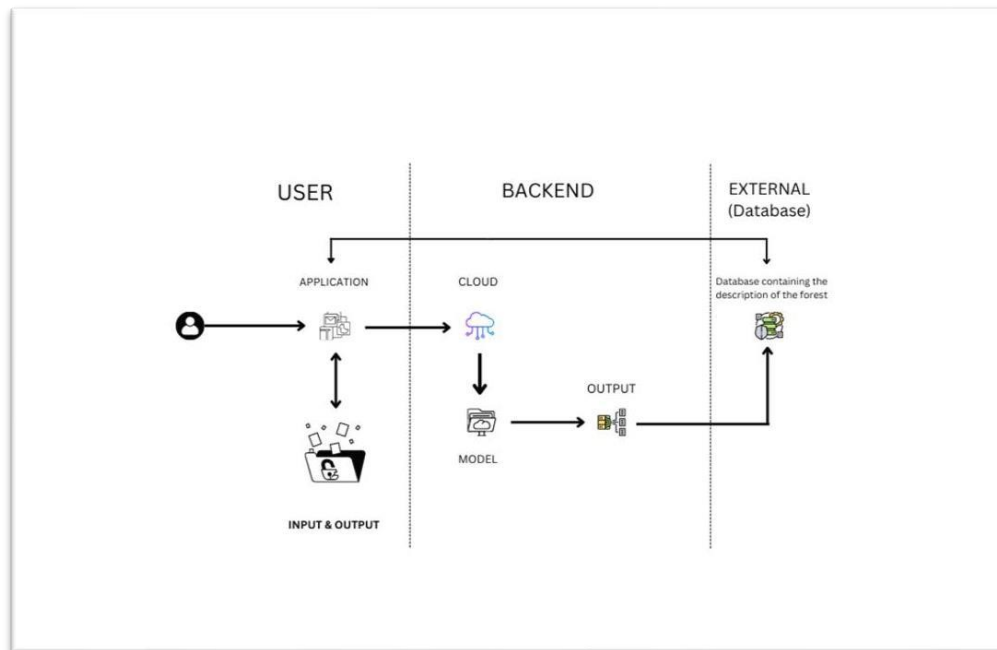 USER
BACKEND
EXTERNAL
(Database)
APPLICATION
CLOUD
Database containing the
description of the forest
OUTPUT
MODEL
INPUT & OUTPUT